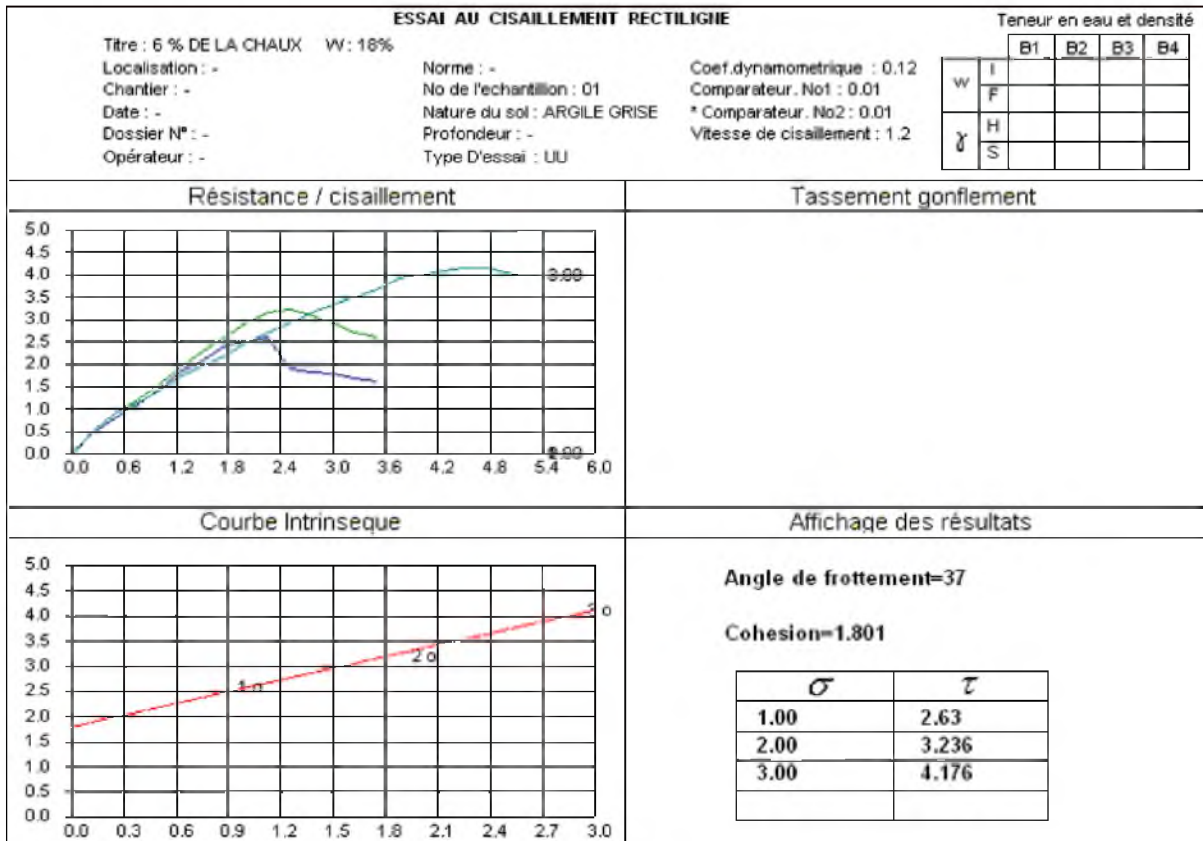 ESSAI AU CISAILLEMENT RECTILIGNE
Teneur en eau et densité
Titre : 6 % DE LA CHAUX W : 18%
Localisation : - Norme : - Coef.dynamometrique : 0.12
Chantier : - No de l'echantillon : 01 Comparateur. No1 : 0.01
Date : - Nature du sol : ARGILE GRISE * Comparateur. No2 : 0.01
Dossier N° : - Profondeur : - Vitesse de cisaillement : 1.2
Opérateur : - Type D'essai : UU
B1 B2 B3 B4
W I
F
γ H
S
Résistance / cisaillement
5.0
4.5
4.0
3.5
3.0
2.5
2.0
1.5
1.0
0.5
0.0
3.00
0.0 0.6 1.2 1.8 2.4 3.0 3.6 4.2 4.8 5.4 6.0
Tassement gonflement
Courbe Intrinseque
5.0
4.5
4.0
3.5
3.0
2.5
2.0
1.5
1.0
0.5
0.0
1 o
2 o
o
0.0 0.3 0.6 0.9 1.2 1.5 1.8 2.1 2.4 2.7 3.0
Affichage des résultats
Angle de frottement=37
Cohesion=1.801
σ τ
1.00 2.63
2.00 3.236
3.00 4.176